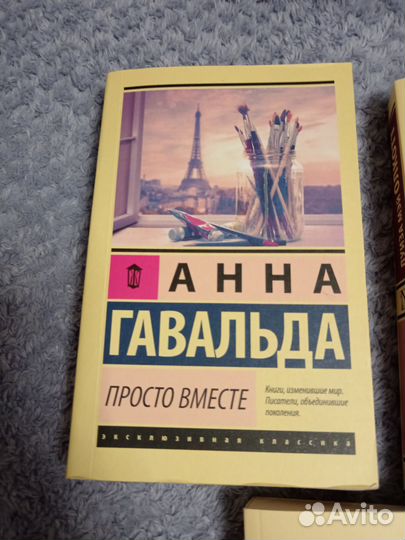 АННА
ГАВАЛЬДА
ПРОСТО ВМЕСТЕ
Книги, изменившие мир.
Писатели, объединившие
поколения.
эксклюзивная классика
Avito